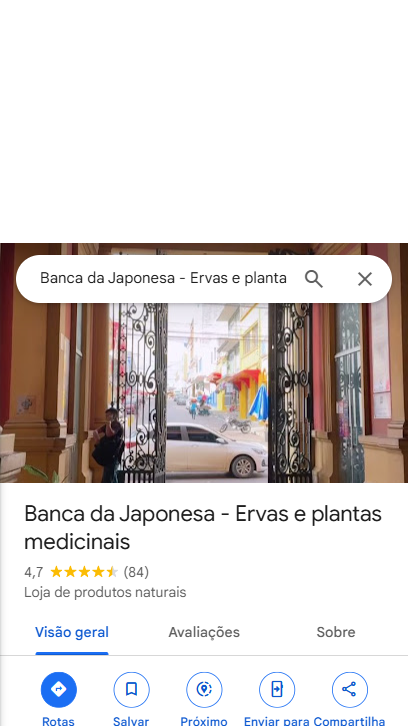 Banca da Japonesa - Ervas e planta
Banca da Japonesa - Ervas e plantas
medicinais
4,7 (84)
Loja de produtos naturais
Visão geral Avaliações Sobre
Rotas Salvar Próximo Enviar para Compartilha